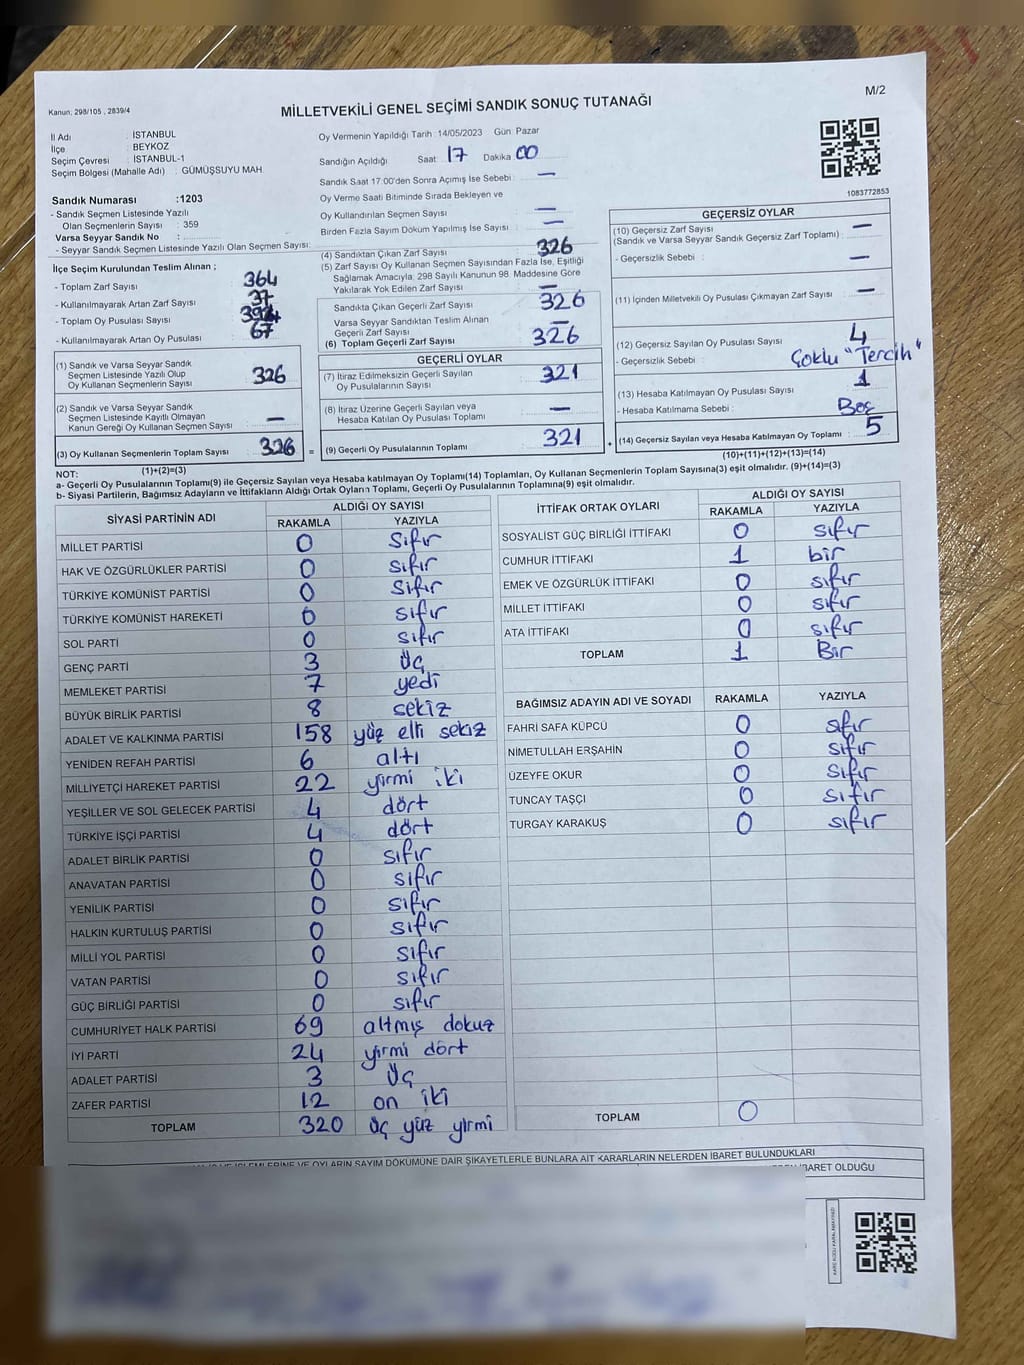 Kanun; 298/105 , 2839/4
M/2
MİLLETVEKİLİ GENEL SEÇİMİ SANDIK SONUÇ TUTANAĞI
1083772853
İl Adı : İSTANBUL
İlçe : BEYKOZ
Seçim Çevresi : İSTANBUL-1
Seçim Bölgesi (Mahalle Adı) : GÜMÜŞSUYU MAH
Sandık Numarası :1203
- Sandık Seçmen Listesinde Yazılı
Olan Seçmenlerin Sayısı : 359
Varsa Seyyar Sandık No :
- Seyyar Sandık Seçmen Listesinde Yazılı Olan Seçmen Sayısı:
İlçe Seçim Kurulundan Teslim Alınan ;
- Toplam Zarf Sayısı : 364
- Kullanılmayarak Artan Zarf Sayısı : 37
- Toplam Oy Pusulası Sayısı :
- Kullanılmayarak Artan Oy Pusulası : 67
(1) Sandık ve Varsa Seyyar Sandık
Seçmen Listesinde Yazılı Olup
Oy Kullanan Seçmenlerin Sayısı : 326
(2) Sandık ve Varsa Seyyar Sandık
Seçmen Listesinde Kayıtlı Olmayan
Kanun Gereği Oy Kullanan Seçmen Sayısı : —
(3) Oy Kullanan Seçmenlerin Toplam Sayısı : 326 =
(1)+(2)=(3)
Oy Vermenin Yapıldığı Tarih : 14/05/2023 Gün: Pazar
Sandığın Açıldığı Saat : 17 Dakika : 00
Sandık Saat 17:00'den Sonra Açımış İse Sebebi : —
Oy Verme Saati Bitiminde Sırada Bekleyen ve
Oy Kullandırılan Seçmen Sayısı : —
Birden Fazla Sayım Döküm Yapılmış İse Sayısı : —
(4) Sandıktan Çıkan Zarf Sayısı : 326
(5) Zarf Sayısı Oy Kullanan Seçmen Sayısından Fazla İse, Eşitliği
Sağlamak Amacıyla; 298 Sayılı Kanunun 98. Maddesine Göre
Yakılarak Yok Edilen Zarf Sayısı : —
Sandıkta Çıkan Geçerli Zarf Sayısı : 326
Varsa Seyyar Sandıktan Teslim Alınan
Geçerli Zarf Sayısı : —
(6) Toplam Geçerli Zarf Sayısı : 326
GEÇERLİ OYLAR
(7) İtiraz Edilmeksizin Geçerli Sayılan
Oy Pusulalarının Sayısı : 321
(8) İtiraz Üzerine Geçerli Sayılan veya
Hesaba Katılan Oy Pusulası Toplamı : —
(9) Geçerli Oy Pusulalarının Toplamı : 321 +
GEÇERSİZ OYLAR
(10) Geçersiz Zarf Sayısı
(Sandık ve Varsa Seyyar Sandık Geçersiz Zarf Toplamı) : —
- Geçersizlik Sebebi : —
(11) İçinden Milletvekili Oy Pusulası Çıkmayan Zarf Sayısı : —
(12) Geçersiz Sayılan Oy Pusulası Sayısı : 4
- Geçersizlik Sebebi : Çoklu "Tercih"
(13) Hesaba Katılmayan Oy Pusulası Sayısı : 1
- Hesaba Katılmama Sebebi : Boş
(14) Geçersiz Sayılan veya Hesaba Katılmayan Oy Toplamı : 5
(10)+(11)+(12)+(13)=(14)
NOT:
a- Geçerli Oy Pusulalarının Toplamı(9) ile Geçersiz Sayılan veya Hesaba katılmayan Oy Toplamı(14) Toplamları, Oy Kullanan Seçmenlerin Toplam Sayısına(3) eşit olmalıdır. (9)+(14)=(3)
b- Siyasi Partilerin, Bağımsız Adayların ve İttifakların Aldığı Ortak Oyların Toplamı, Geçerli Oy Pusulalarının Toplamına(9) eşit olmalıdır.
SİYASİ PARTİNİN ADI ALDIĞI OY SAYISI
RAKAMLA YAZIYLA
MİLLET PARTİSİ 0 Sıfır
HAK VE ÖZGÜRLÜKLER PARTİSİ 0 sıfır
TÜRKİYE KOMÜNİST PARTİSİ 0 Sıfır
TÜRKİYE KOMÜNİST HAREKETİ 0 sıfır
SOL PARTİ 0 sıfır
GENÇ PARTİ 3 Üç
MEMLEKET PARTİSİ 7 yedi
BÜYÜK BİRLİK PARTİSİ 8 sekiz
ADALET VE KALKINMA PARTİSİ 158 yüz elli sekiz
YENİDEN REFAH PARTİSİ 6 altı
MİLLİYETÇİ HAREKET PARTİSİ 22 yirmi iki
YEŞİLLER VE SOL GELECEK PARTİSİ 4 dört
TÜRKİYE İŞÇİ PARTİSİ 4 dört
ADALET BİRLİK PARTİSİ 0 sıfır
ANAVATAN PARTİSİ 0 sıfır
YENİLİK PARTİSİ 0 sıfır
HALKIN KURTULUŞ PARTİSİ 0 sıfır
MİLLİ YOL PARTİSİ 0 sıfır
VATAN PARTİSİ 0 sıfır
GÜÇ BİRLİĞİ PARTİSİ 0 sıfır
CUMHURİYET HALK PARTİSİ 69 altmış dokuz
İYİ PARTİ 24 yirmi dört
ADALET PARTİSİ 3 Üç
ZAFER PARTİSİ 12 on iki
TOPLAM 320 Üç yüz yirmi
İTTİFAK ORTAK OYLARI ALDIĞI OY SAYISI
RAKAMLA YAZIYLA
SOSYALİST GÜÇ BİRLİĞİ İTTİFAKI 0 sıfır
CUMHUR İTTİFAKI 1 bir
EMEK VE ÖZGÜRLÜK İTTİFAKI 0 sıfır
MİLLET İTTİFAKI 0 sıfır
ATA İTTİFAKI 0 sıfır
TOPLAM 1 Bir
BAĞIMSIZ ADAYIN ADI VE SOYADI RAKAMLA YAZIYLA
FAHRİ SAFA KÜPCÜ 0 sıfır
NİMETULLAH ERŞAHİN 0 sıfır
ÜZEYFE OKUR 0 sıfır
TUNCAY TAŞÇI 0 sıfır
TURGAY KARAKUŞ 0 sıfır
TOPLAM 0
OYLARIN SAYIM DÖKÜMÜNE DAİR ŞİKAYETLERLE BUNLARA AİT KARARLARIN NELERDEN İBARET BULUNDUKLARI
İBARET OLDUĞU